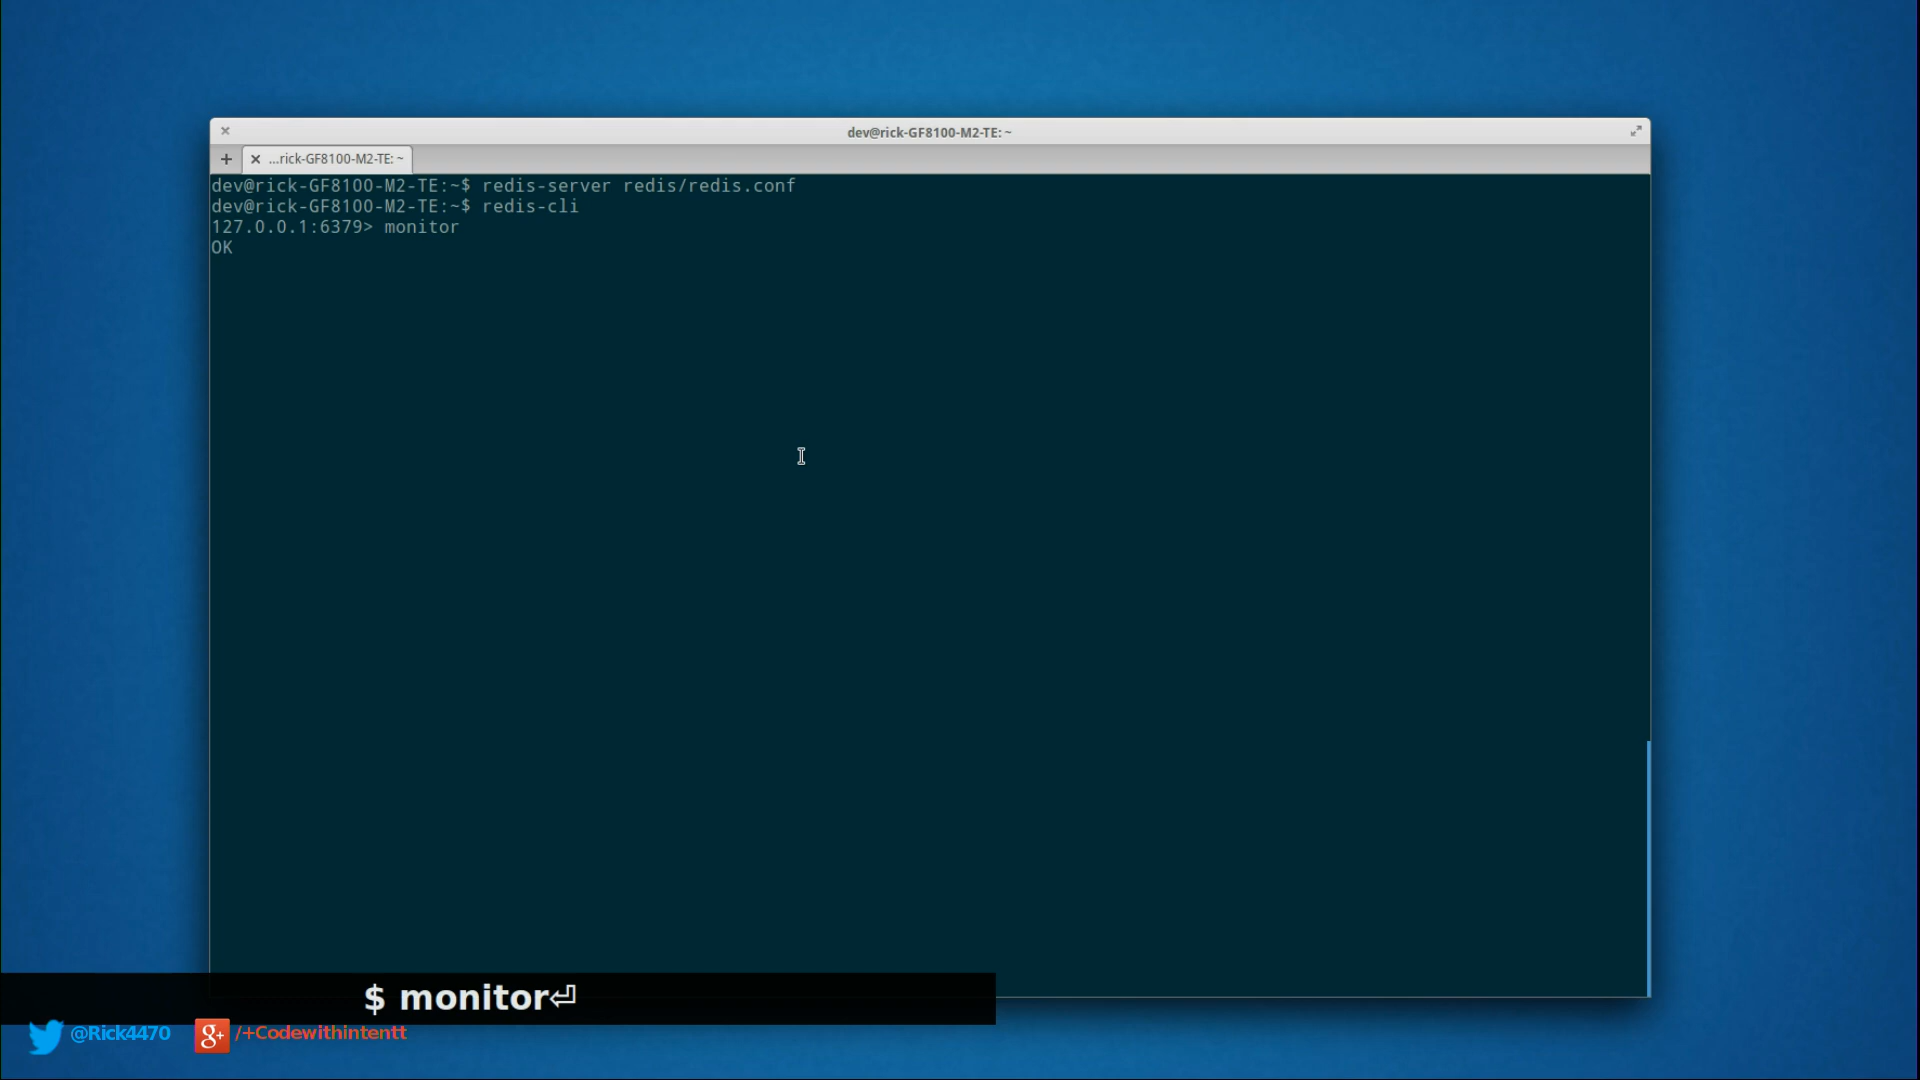 dev@rick-GF8100-M2-TE: ~
...rick-GF8100-M2-TE: ~
dev@rick-GF8100-M2-TE:~$ redis-server redis/redis.conf
dev@rick-GF8100-M2-TE:~$ redis-cli
127.0.0.1:6379> monitor
OK
$ monitor⏎
@Rick4470 g+ /+Codewithintentt